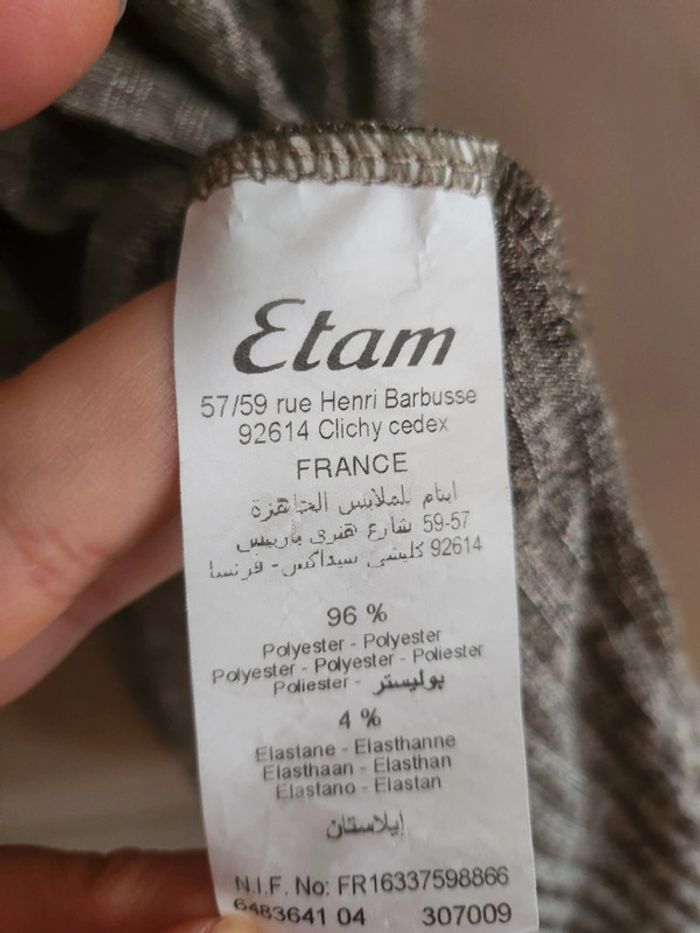 Etam
57/59 rue Henri Barbusse
92614 Clichy cedex
FRANCE
ايتام للملابس الجاهزة
57-59 شارع هنري باربيس
92614 كليشي سيداكس - فرنسا
96 %
Polyester - Polyester
Polyester - Polyester - Poliester
Poliester - بوليستر
4 %
Elastane - Elasthanne
Elasthaan - Elasthan
Elastano - Elastan
إيلاستان
N.I.F. No: FR16337598866
6483641 04 307009